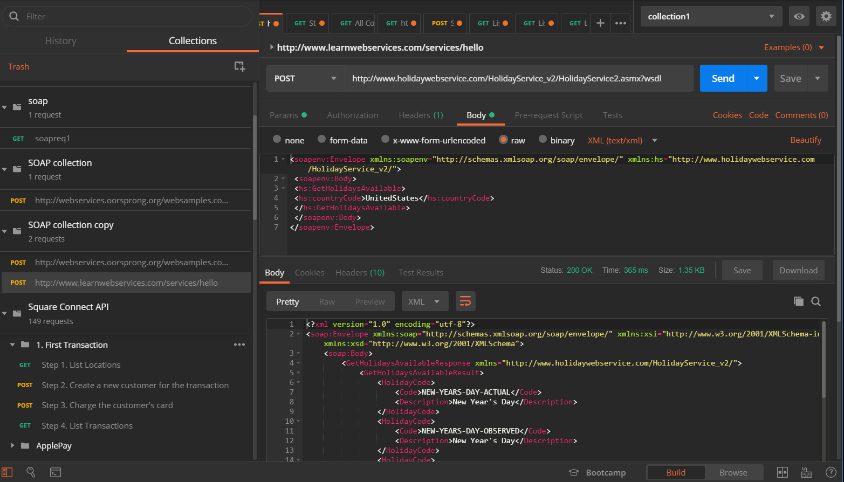 Filter
History
Collections
Trash
soap
1 request
GET soapreq1
SOAP collection
1 request
POST http://webservices.oorsprong.org/websamples.co...
SOAP collection copy
2 requests
POST http://webservices.oorsprong.org/websamples.co...
POST http://www.learnwebservices.com/services/hello
Square Connect API
149 requests
1. First Transaction
GET Step 1. List Locations
POST Step 2. Create a new customer for the transaction
POST Step 3. Charge the customer's card
GET Step 4. List Transactions
ApplePay
GET St
GET All Co
GET ht
POST S
GET Li
GET Li
GET L
collection1
http://www.learnwebservices.com/services/hello
Examples (0)
POST
http://www.holidaywebservice.com/HolidayService_v2/HolidayService2.asmx?wsdl
Send
Save
Params
Authorization
Headers (1)
Body
Pre-request Script
Tests
Cookies
Code
Comments (0)
none
form-data
x-www-form-urlencoded
raw
binary
XML (text/xml)
Beautify
1 <soapenv:Envelope xmlns:soapenv="http://schemas.xmlsoap.org/soap/envelope/" xmlns:hs="http://www.holidaywebservice.com
/HolidayService_v2/">
2 <soapenv:Body>
3 <hs:GetHolidaysAvailable>
4 <hs:countryCode>UnitedStates</hs:countryCode>
5 </hs:GetHolidaysAvailable>
6 </soapenv:Body>
7 </soapenv:Envelope>
Body
Cookies
Headers (10)
Test Results
Status: 200 OK
Time: 365 ms
Size: 1.35 KB
Save
Download
Pretty
Raw
Preview
XML
1 <?xml version="1.0" encoding="utf-8"?>
2 <soap:Envelope xmlns:soap="http://schemas.xmlsoap.org/soap/envelope/" xmlns:xsi="http://www.w3.org/2001/XMLSchema-in
xmlns:xsd="http://www.w3.org/2001/XMLSchema">
3 <soap:Body>
4 <GetHolidaysAvailableResponse xmlns="http://www.holidaywebservice.com/HolidayService_v2/">
5 <GetHolidaysAvailableResult>
6 <HolidayCode>
7 <Code>NEW-YEARS-DAY-ACTUAL</Code>
8 <Description>New Year's Day</Description>
9 </HolidayCode>
10 <HolidayCode>
11 <Code>NEW-YEARS-DAY-OBSERVED</Code>
12 <Description>New Year's Day</Description>
13 </HolidayCode>
14 <HolidayCode>
Bootcamp
Build
Browse